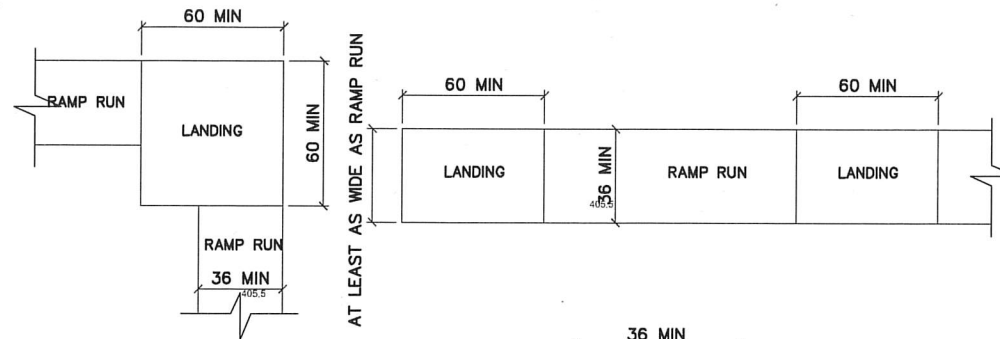 60 MIN
RAMP RUN
LANDING
60 MIN
RAMP RUN
36 MIN
405.5
AT LEAST AS WIDE AS RAMP RUN
60 MIN
60 MIN
LANDING
36 MIN
405.5
RAMP RUN
LANDING
36 MIN